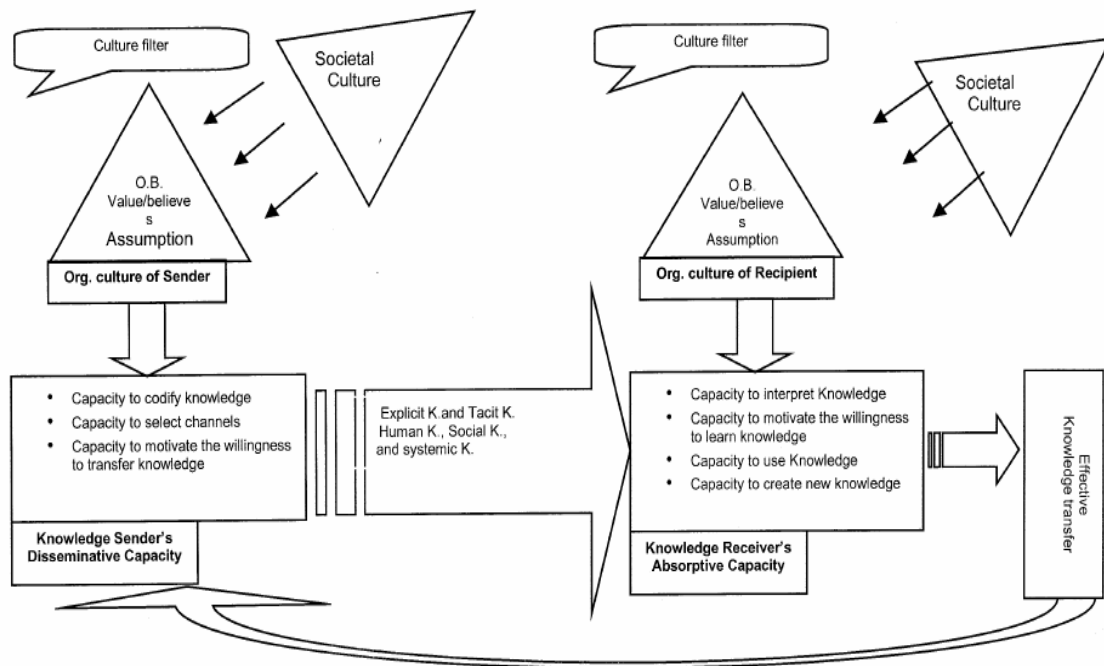 Culture filter
Societal
Culture
O.B.
Value/believe
s
Assumption
Org. culture of Sender
Culture filter
Societal
Culture
O.B.
Value/believe
s
Assumption
Org. culture of Recipient
• Capacity to codify knowledge
• Capacity to select channels
• Capacity to motivate the willingness
to transfer knowledge
Knowledge Sender's
Disseminative Capacity
Explicit K.and Tacit K.
Human K., Social K.,
and systemic K.
• Capacity to interpret Knowledge
• Capacity to motivate the willingness
to learn knowledge
• Capacity to use Knowledge
• Capacity to create new knowledge
Knowledge Receiver's
Absorptive Capacity
Effective
Knowledge transfer